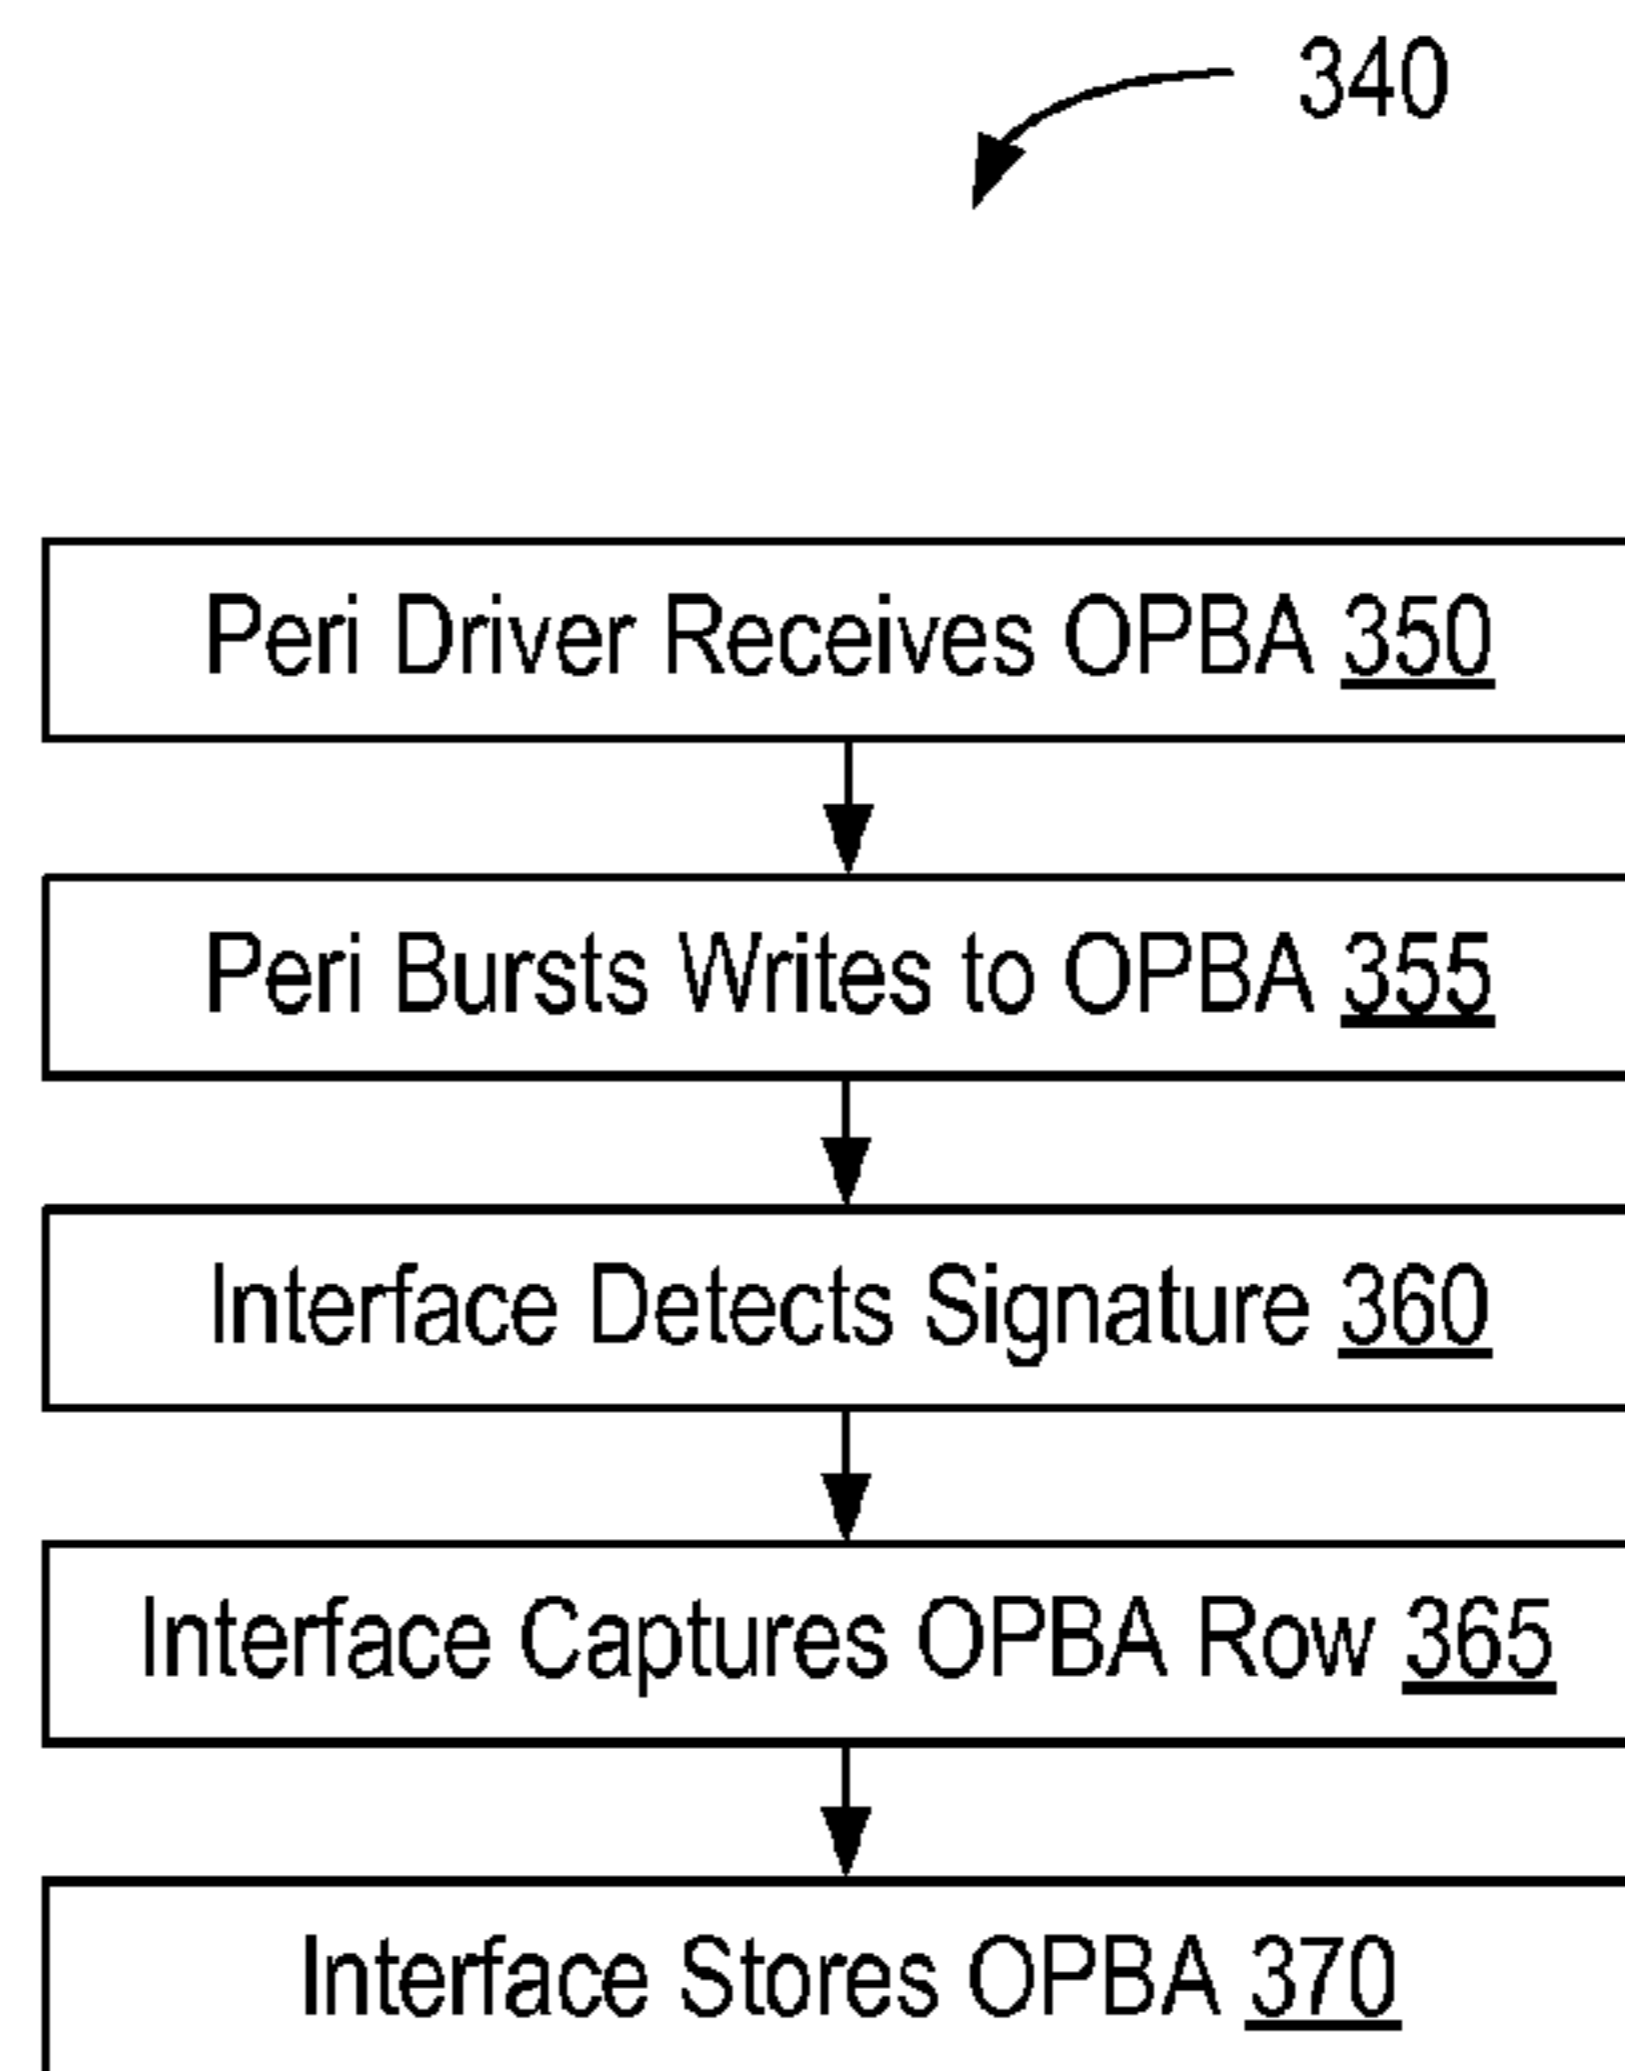 340
Peri Driver Receives OPBA 350
Peri Bursts Writes to OPBA 355
Interface Detects Signature 360
Interface Captures OPBA Row 365
Interface Stores OPBA 370